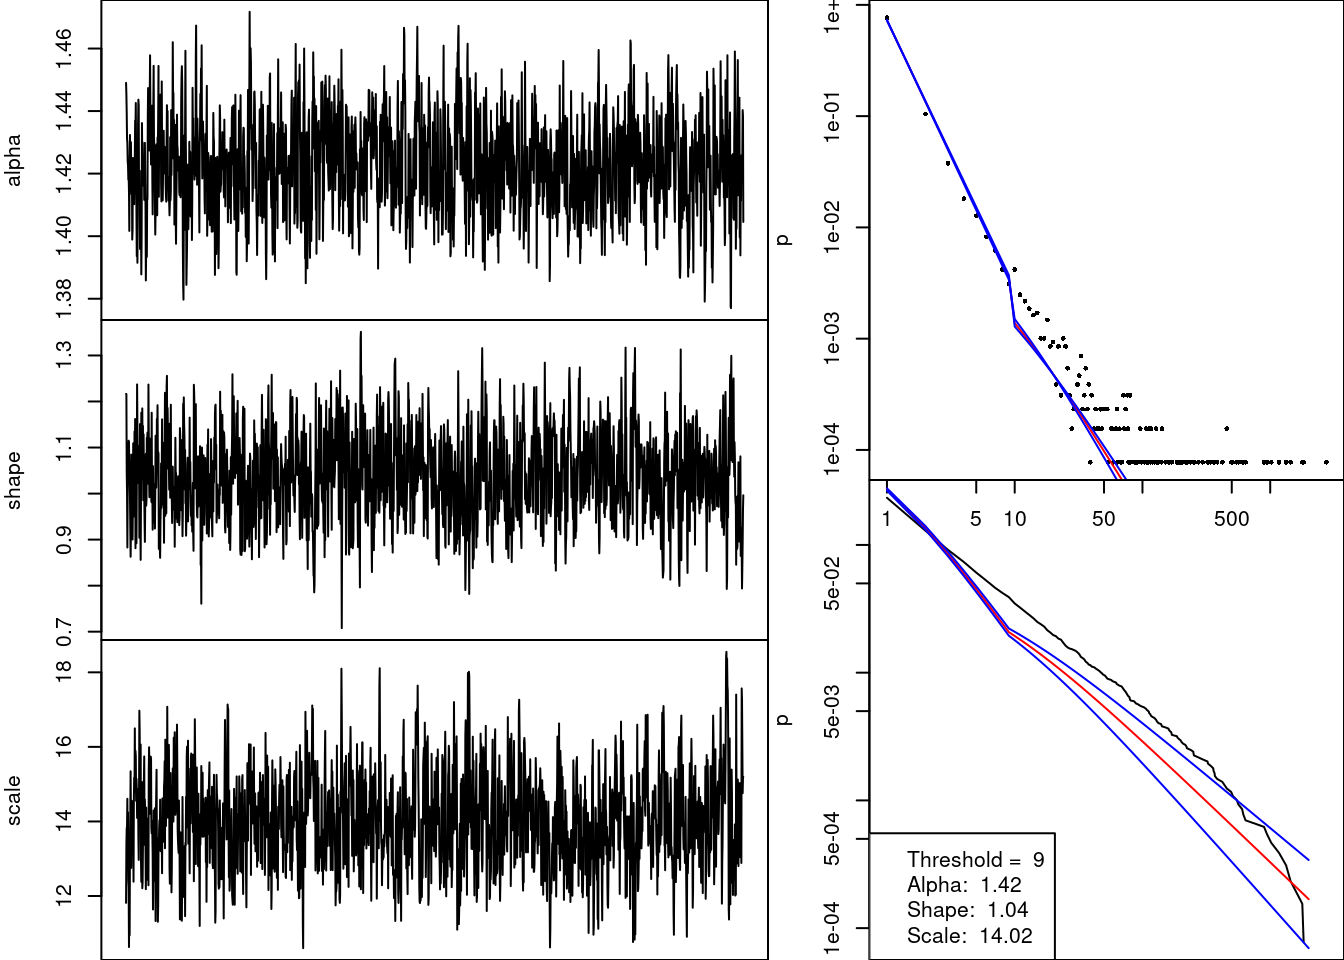 alpha
1.38 1.40 1.42 1.44 1.46
shape
0.7 0.9 1.1 1.3
scale
12 14 16 18
p
1e-04 1e-03 1e-02 1e-01 1e+
1 5 10 50 500
p
1e-04 5e-04 5e-03 5e-02
Threshold = 9
Alpha: 1.42
Shape: 1.04
Scale: 14.02